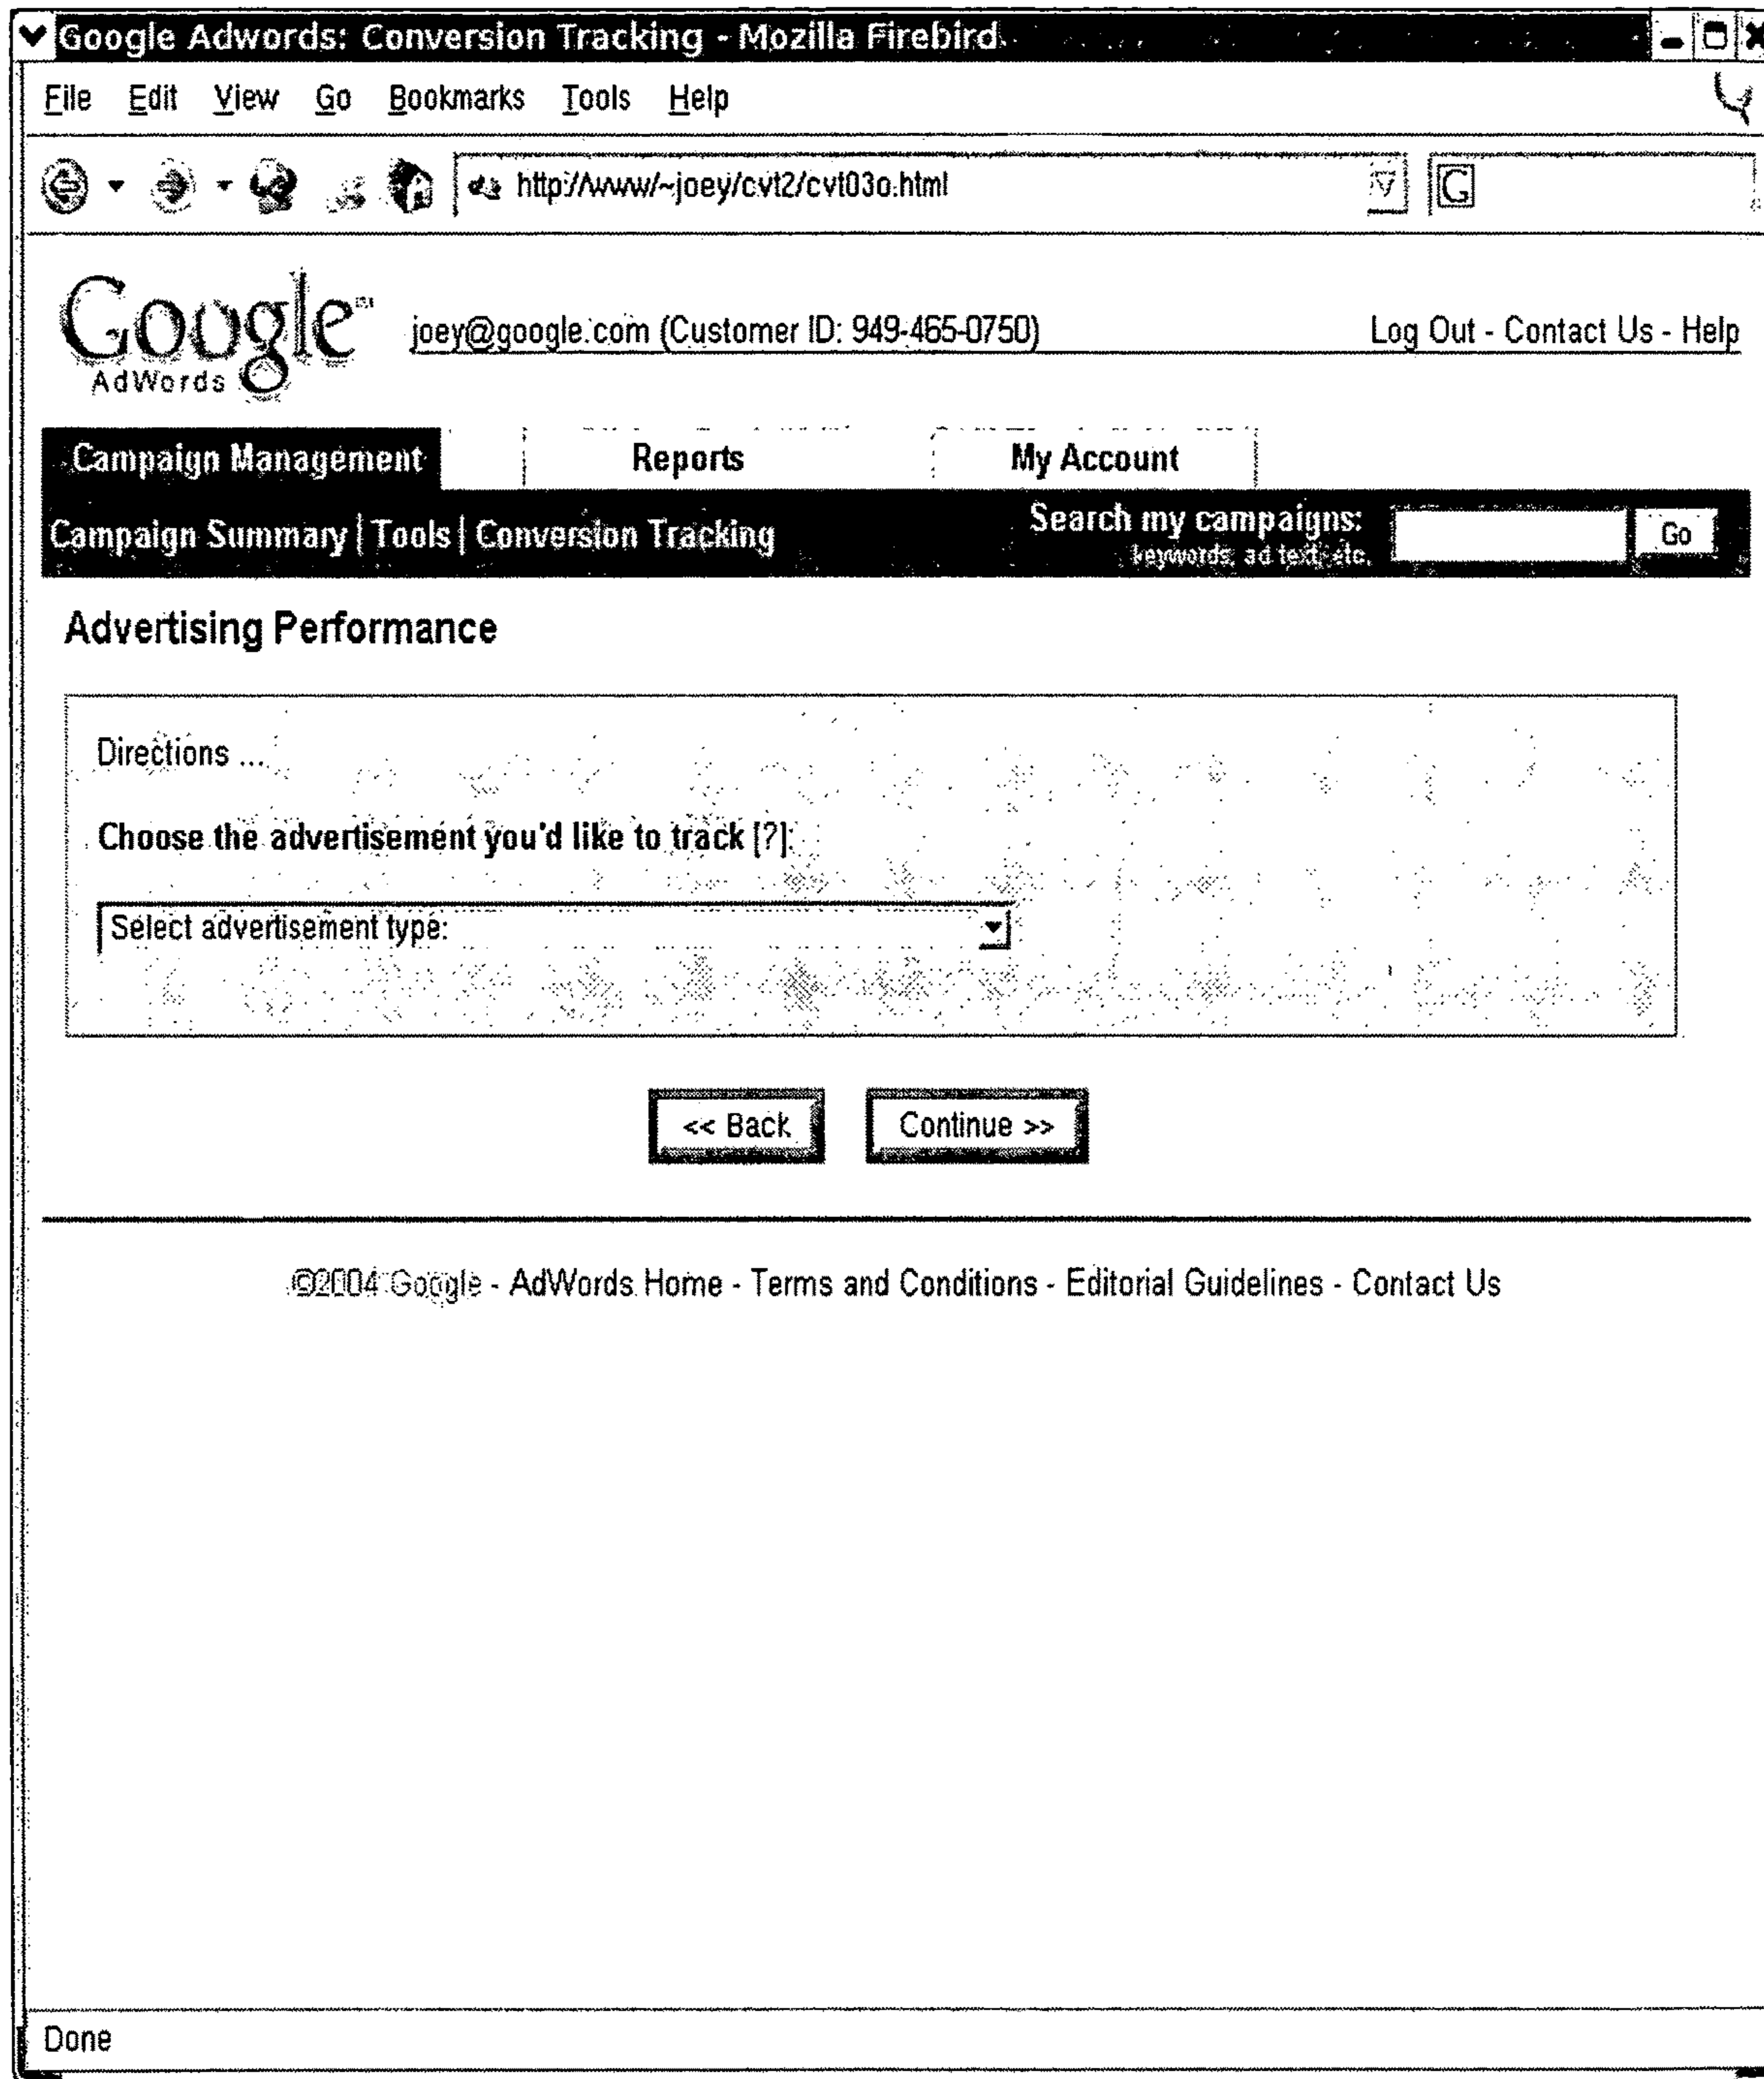 Google Adwords: Conversion Tracking - Mozilla Firebird
File Edit View Go Bookmarks Tools Help
http://www/~joey/cvt2/cvt03o.html G
Google™ joey@google.com (Customer ID: 949-465-0750) Log Out - Contact Us - Help
AdWords
Campaign Management Reports My Account
Campaign Summary | Tools | Conversion Tracking Search my campaigns: Go
keywords, ad text, etc.
Advertising Performance
Directions ...
Choose the advertisement you'd like to track [?]:
Select advertisement type:
<< Back Continue >>
©2004 Google - AdWords Home - Terms and Conditions - Editorial Guidelines - Contact Us
Done